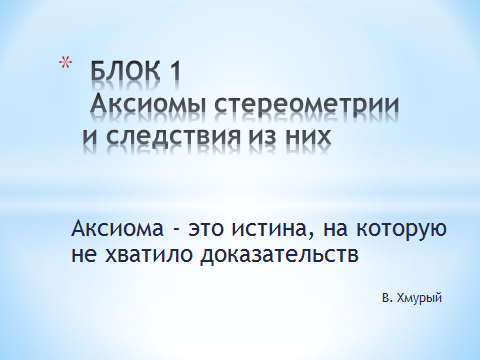 * БЛОК 1
Аксиомы стереометрии
и следствия из них
Аксиома - это истина, на которую
не хватило доказательств
В. Хмурый